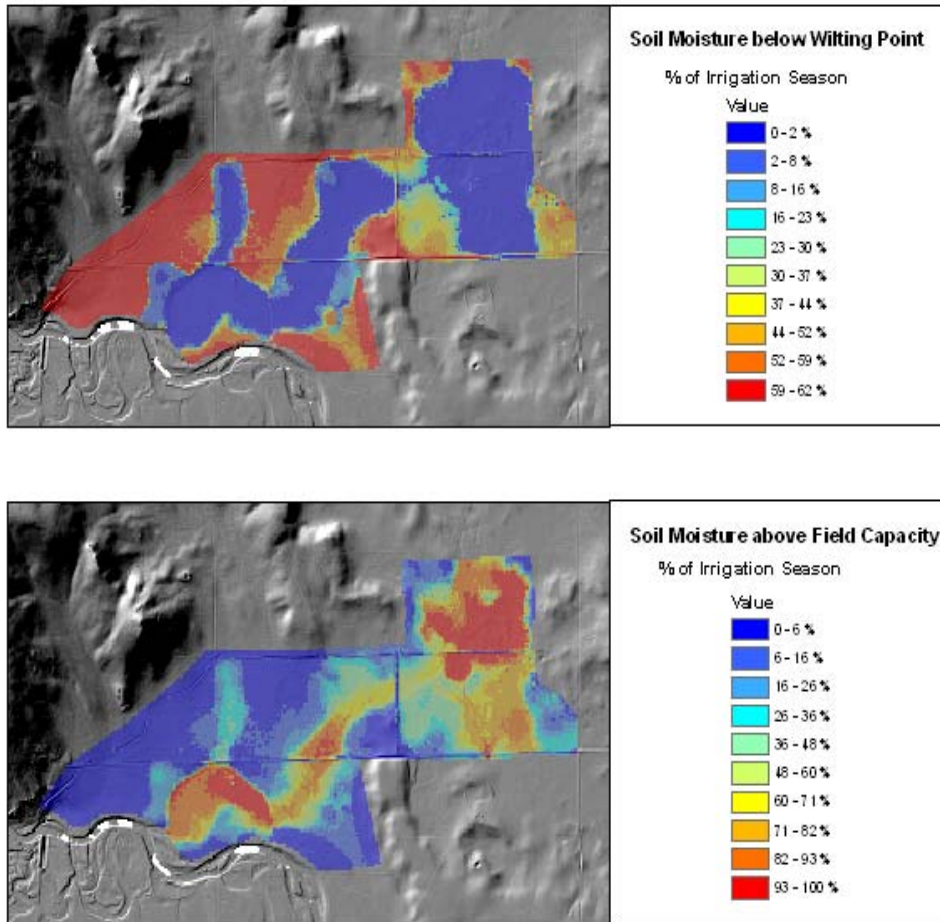 Soil Moisture below Wilting Point
% of Irrigation Season
Value
0 - 2 %
2 - 8 %
8 - 16 %
16 - 23 %
23 - 30 %
30 - 37 %
37 - 44 %
44 - 52 %
52 - 59 %
59 - 62 %
Soil Moisture above Field Capacity
% of Irrigation Season
Value
0 - 6 %
6 - 16 %
16 - 26 %
26 - 36 %
36 - 48 %
48 - 60 %
60 - 71 %
71 - 82 %
82 - 93 %
93 - 100 %